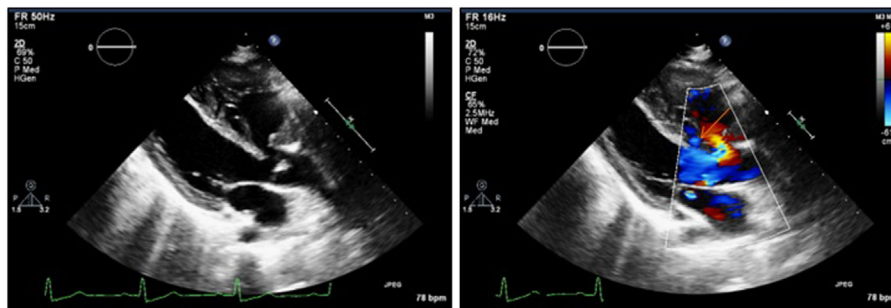 FR 50Hz
15cm
2D
69%
C 50
P Med
HGen
M3
0
G
P R
1.5 3.2
JPEG
78 bpm
FR 16Hz
15cm
2D
72%
C 50
P Med
HGen
CF
65%
2.5MHz
WF Med
Med
0
G
P R
1.5 3.2
JPEG
78 bpm